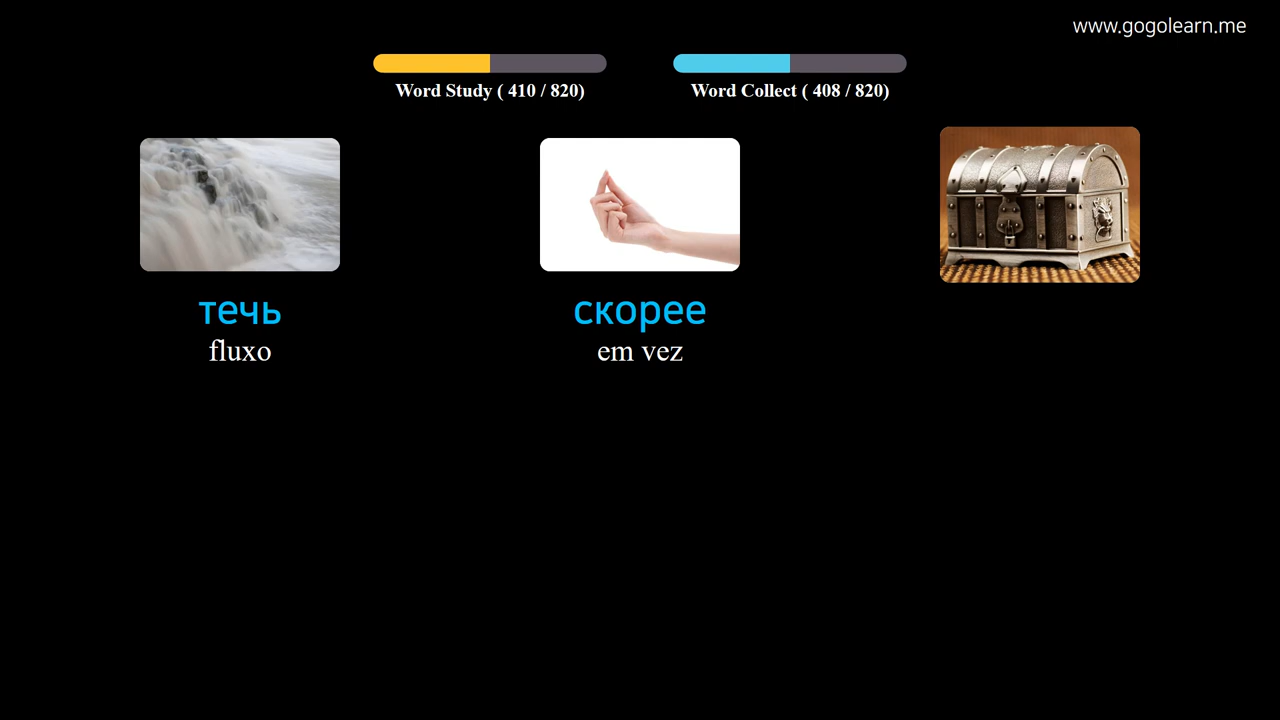 www.gogolearn.me
Word Study ( 410 / 820)
Word Collect ( 408 / 820)
течь
fluxo
скорее
em vez